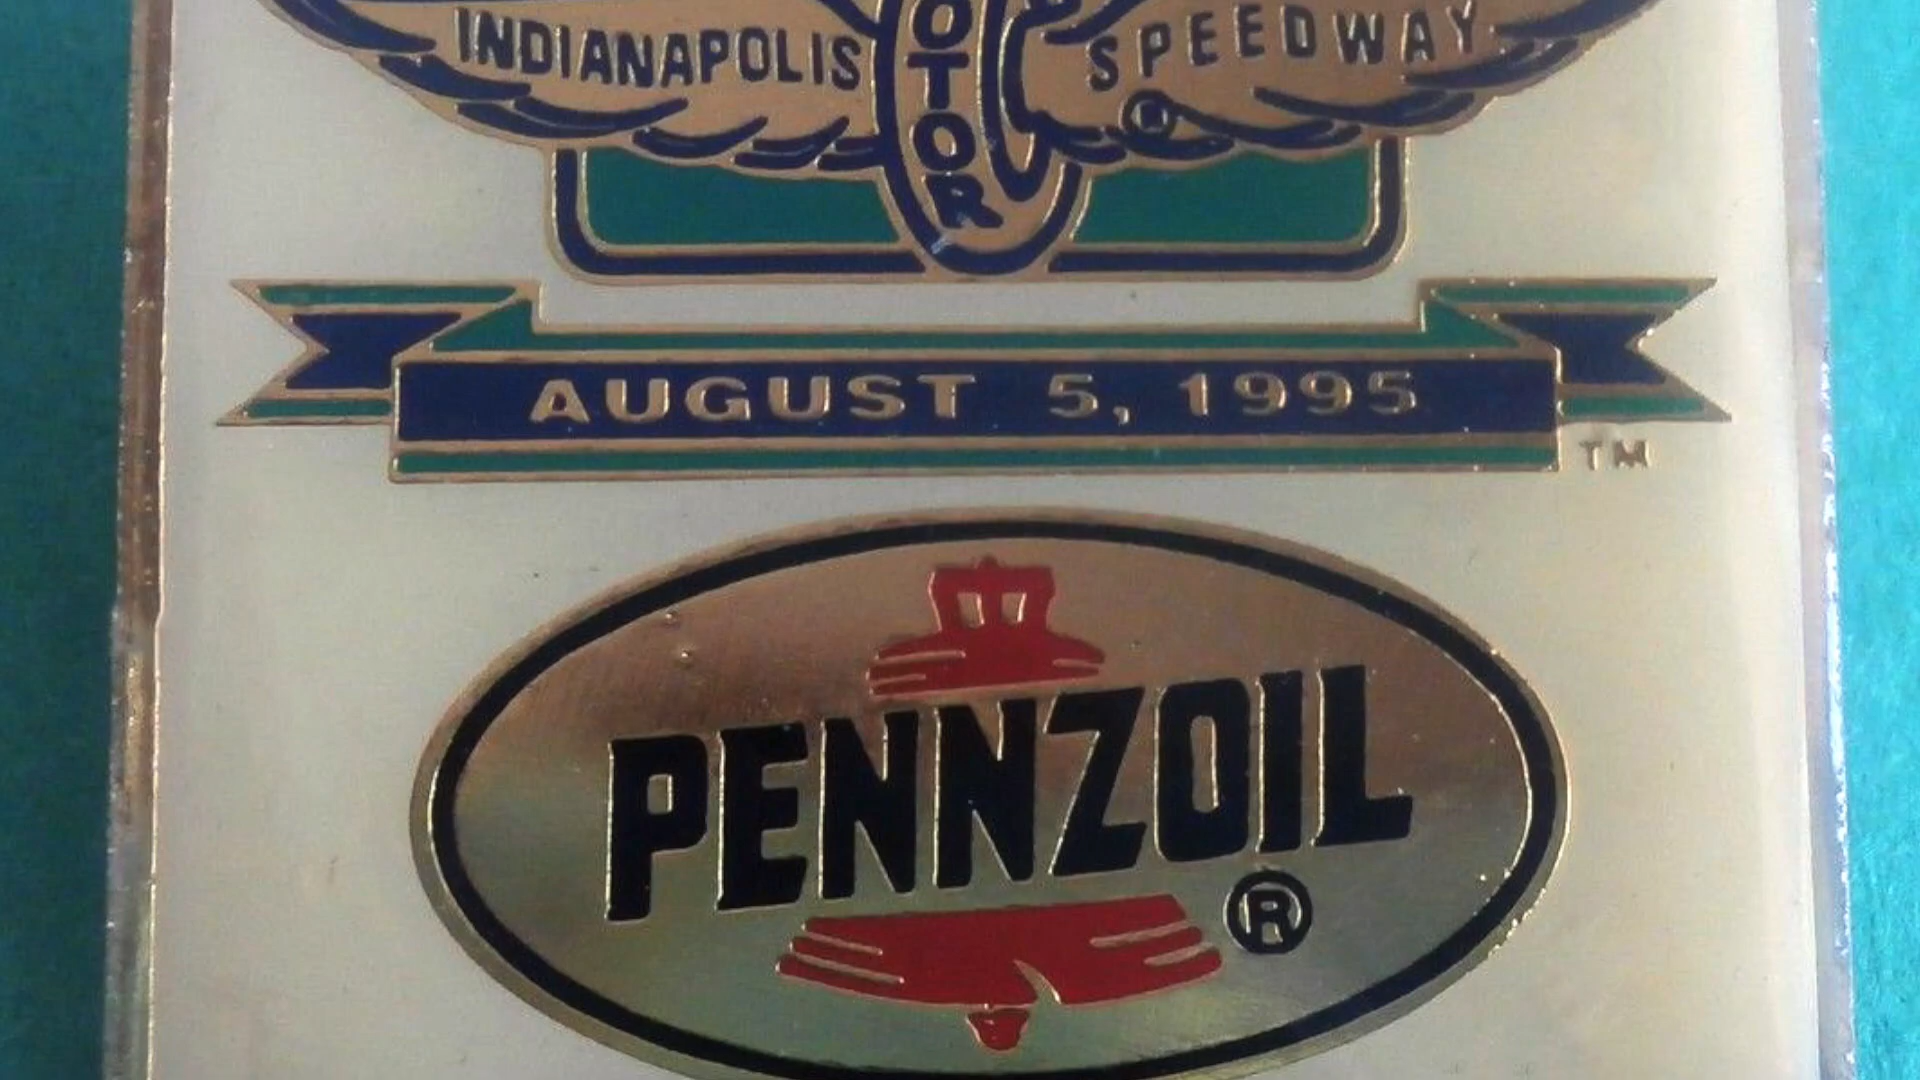 INDIANAPOLIS MOTOR SPEEDWAY
®
AUGUST 5, 1995
TM
PENNZOIL
®